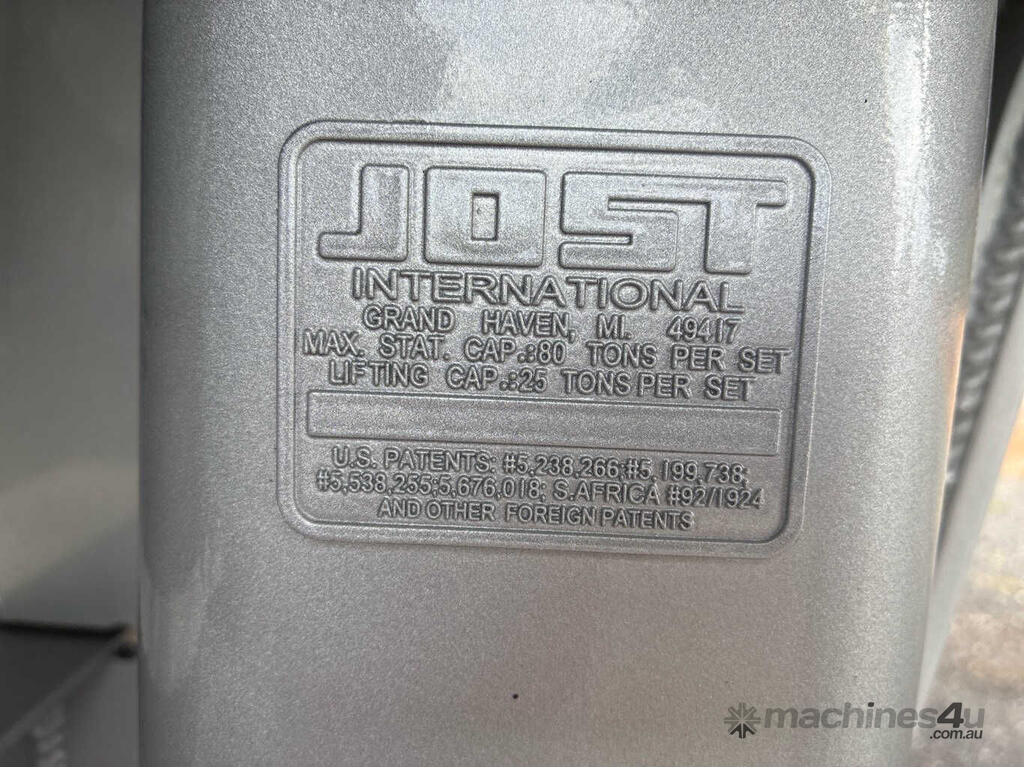 JOST
INTERNATIONAL
GRAND HAVEN, MI. 49417
MAX. STAT. CAP.:80 TONS PER SET
LIFTING CAP.:25 TONS PER SET
U.S. PATENTS: #5,238,266;#5,199,738;
#5,538,255;5,676,018; S.AFRICA #92/1924
AND OTHER FOREIGN PATENTS
machines4u
.com.au